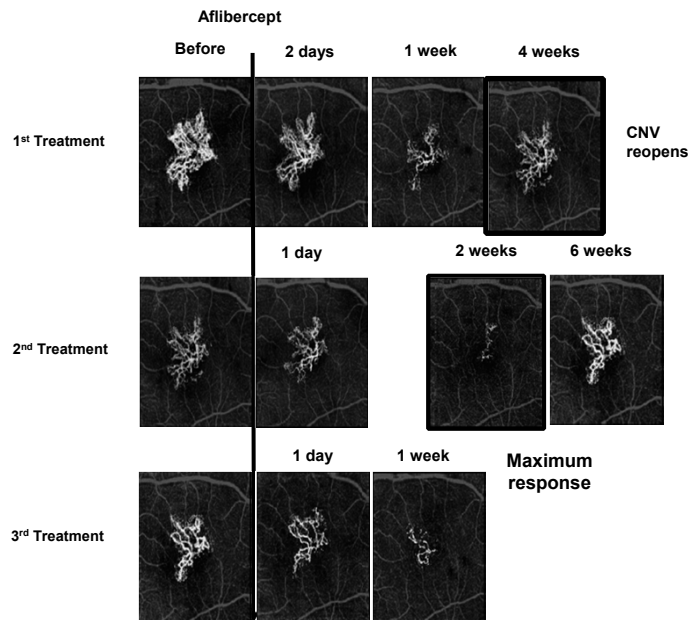 Aflibercept
Before 2 days 1 week 4 weeks
1st Treatment
CNV
reopens
1 day 2 weeks 6 weeks
2nd Treatment
1 day 1 week
Maximum
response
3rd Treatment